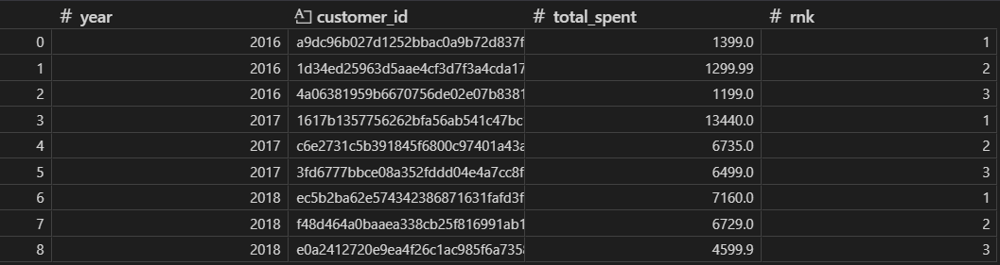 # year customer_id # total_spent # rnk
0 2016 a9dc96b027d1252bbac0a9b72d837f 1399.0 1
1 2016 1d34ed25963d5aae4cf3d7f3a4cda17 1299.99 2
2 2016 4a06381959b6670756de02e07b8381 1199.0 3
3 2017 1617b1357756262bfa56ab541c47bc 13440.0 1
4 2017 c6e2731c5b391845f6800c97401a43a 6735.0 2
5 2017 3fd6777bbce08a352fddd04e4a7cc8f 6499.0 3
6 2018 ec5b2ba62e574342386871631fafd3f 7160.0 1
7 2018 f48d464a0baaea338cb25f816991ab1 6729.0 2
8 2018 e0a2412720e9ea4f26c1ac985f6a735 4599.9 3